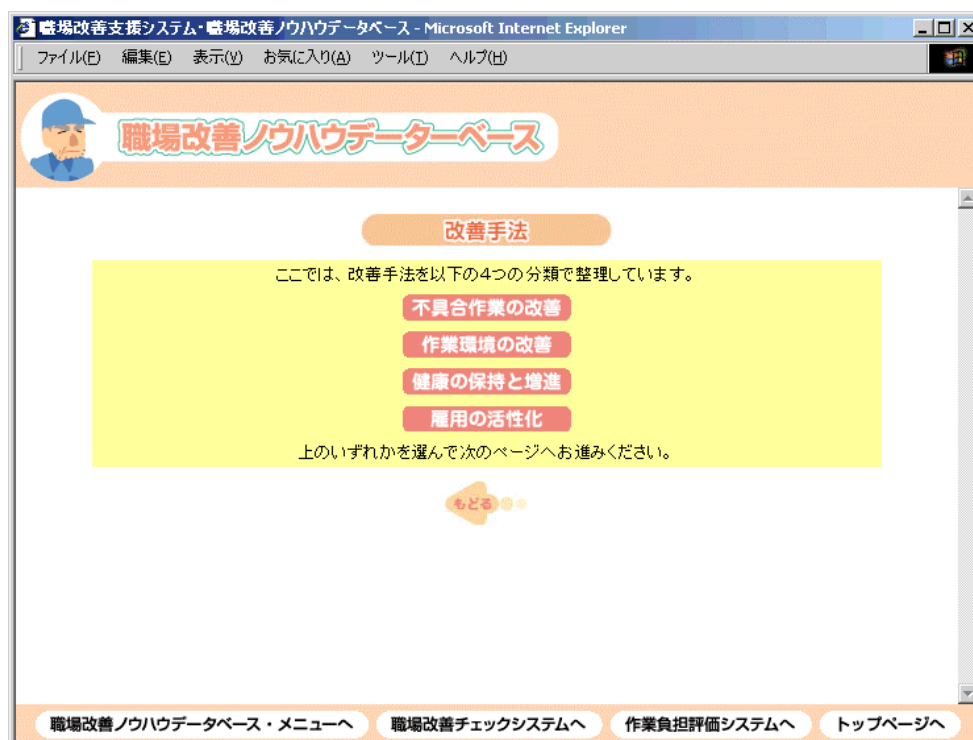 職場改善支援システム・職場改善ノウハウデータベース - Microsoft Internet Explorer
ファイル(F) 編集(E) 表示(V) お気に入り(A) ツール(T) ヘルプ(H)
職場改善ノウハウデーターベース
改善手法
ここでは、改善手法を以下の4つの分類で整理しています。
不具合作業の改善
作業環境の改善
健康の保持と増進
雇用の活性化
上のいずれかを選んで次のページへお進みください。
もどる
職場改善ノウハウデータベース・メニューへ 職場改善チェックシステムへ 作業負担評価システムへ トップページへ